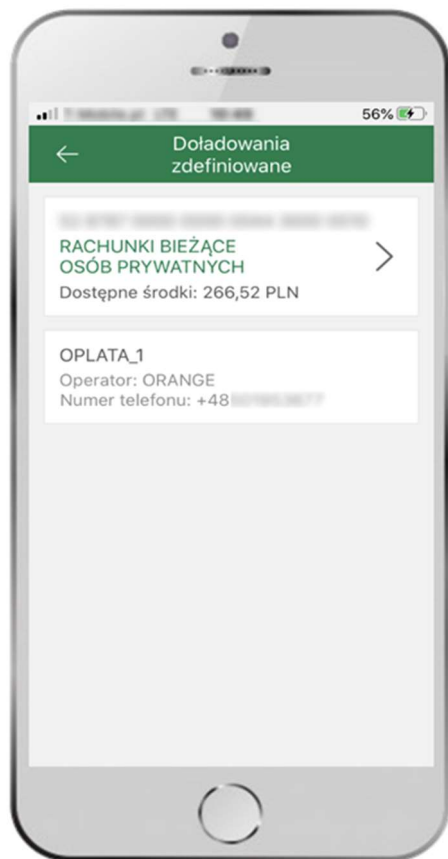 56%
Doładowania
zdefiniowane
RACHUNKI BIEŻĄCE
OSÓB PRYWATNYCH
Dostępne środki: 266,52 PLN
OPLATA_1
Operator: ORANGE
Numer telefonu: +48